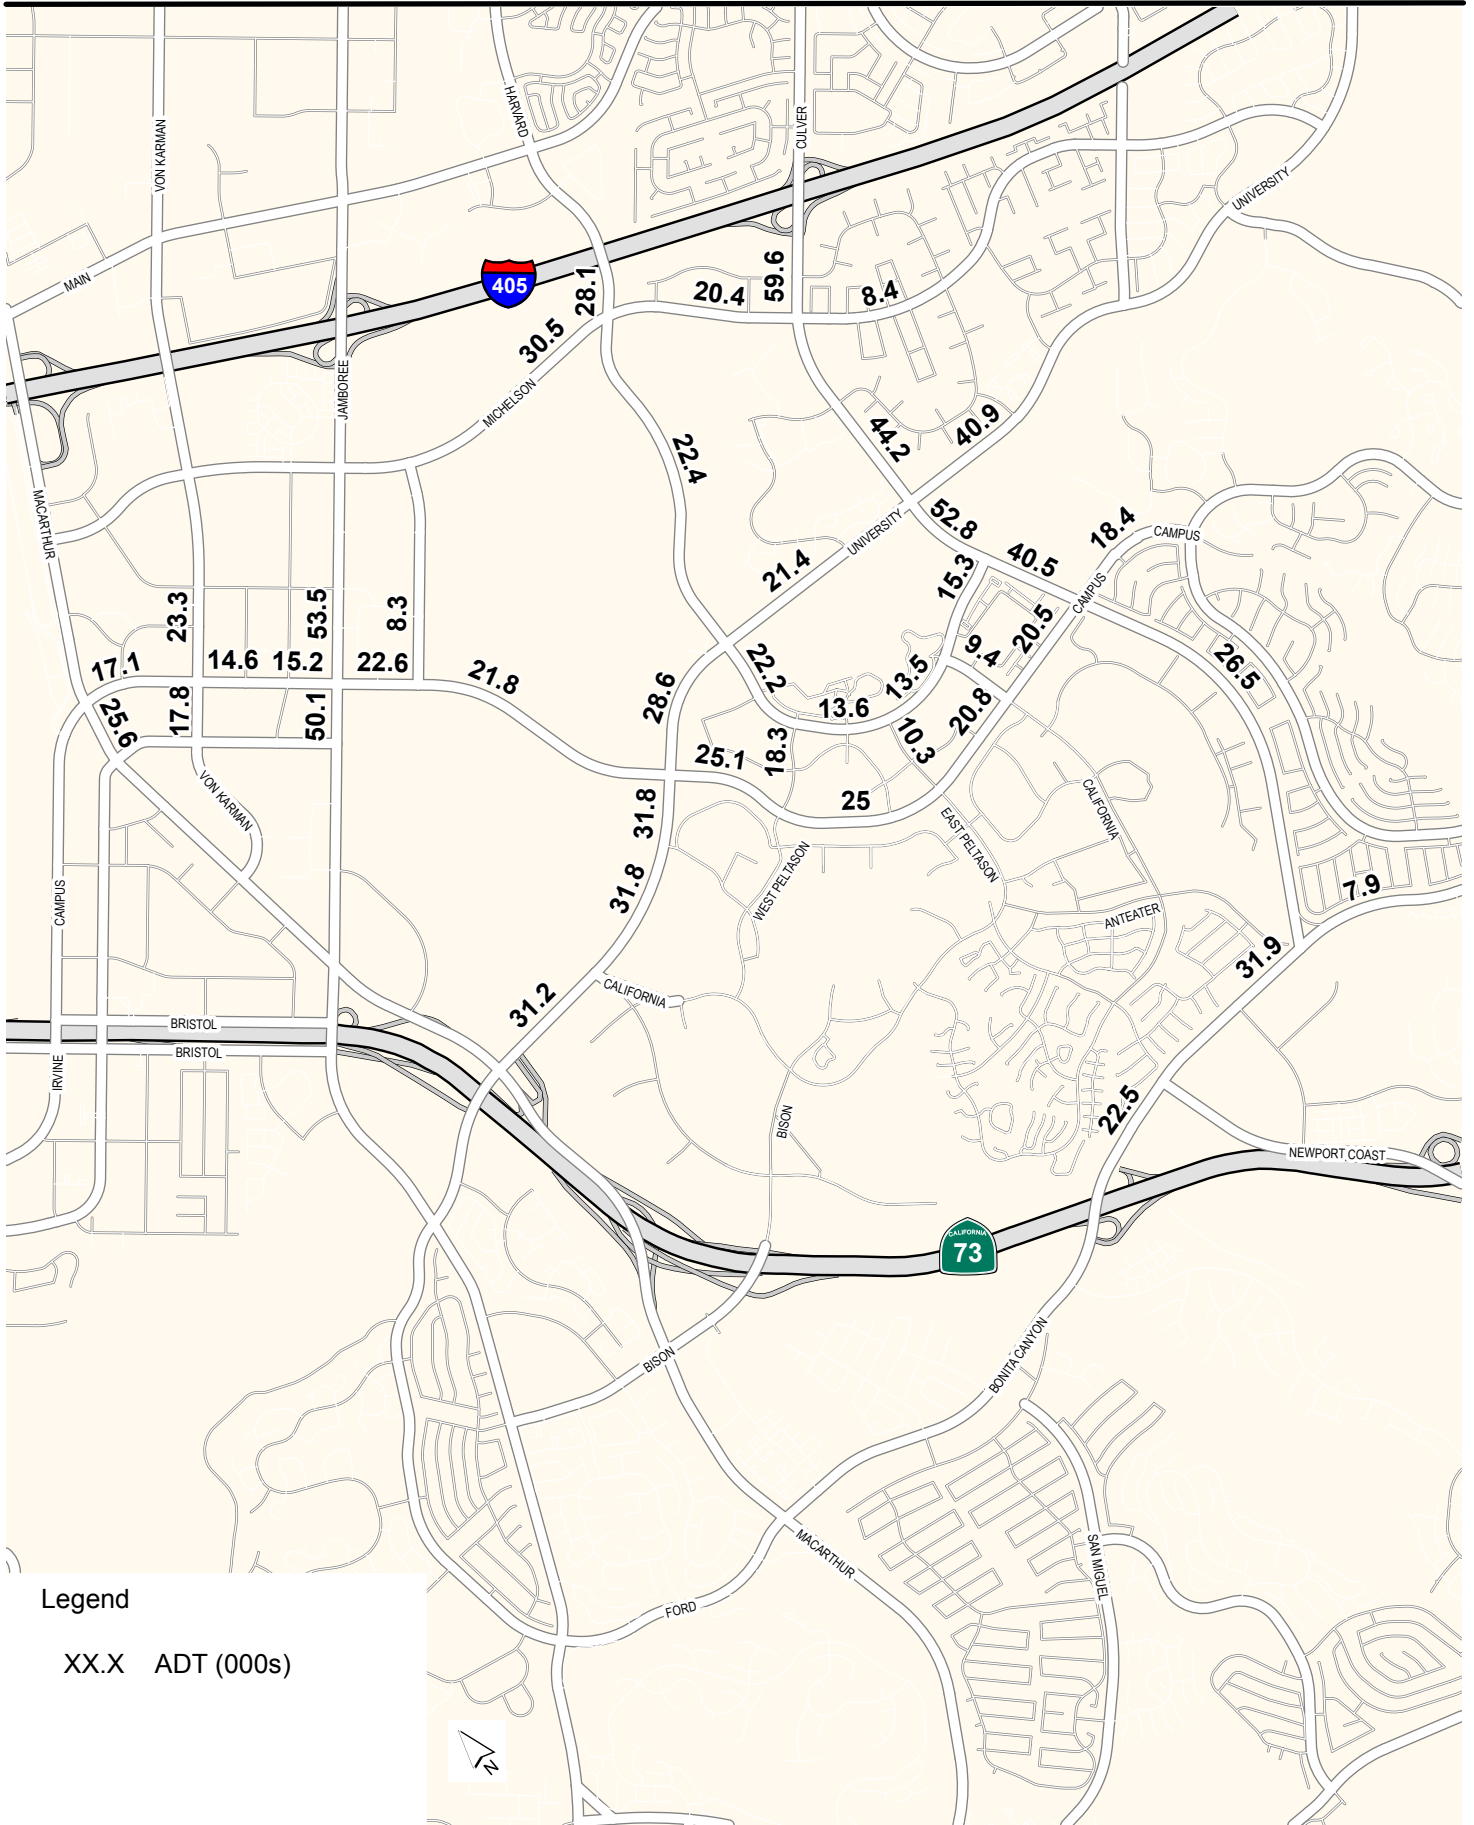 HARVARD
VON KARMAN
CULVER
UNIVERSITY
MAIN
405
28.1
59.6
20.4
8.4
30.5
JAMBOREE
MICHELSON
44.2
40.9
22.4
MACARTHUR
UNIVERSITY
52.8
18.4
CAMPUS
40.5
21.4
15.3
CAMPUS
23.3
53.5
8.3
20.5
9.4
17.1
14.6
15.2
22.6
21.8
22.2
13.5
26.5
25.6
17.8
50.1
28.6
13.6
20.8
10.3
18.3
25.1
VON KARMAN
31.8
25
CALIFORNIA
EAST PELTASON
31.8
WEST PELTASON
7.9
CAMPUS
ANTEATER
31.9
CALIFORNIA
31.2
BRISTOL
BRISTOL
IRVINE
BISON
22.5
NEWPORT COAST
CALIFORNIA
73
BISON
BONITA CANYON
MACARTHUR
SAN MIGUEL
FORD
Legend
XX.X ADT (000s)
N